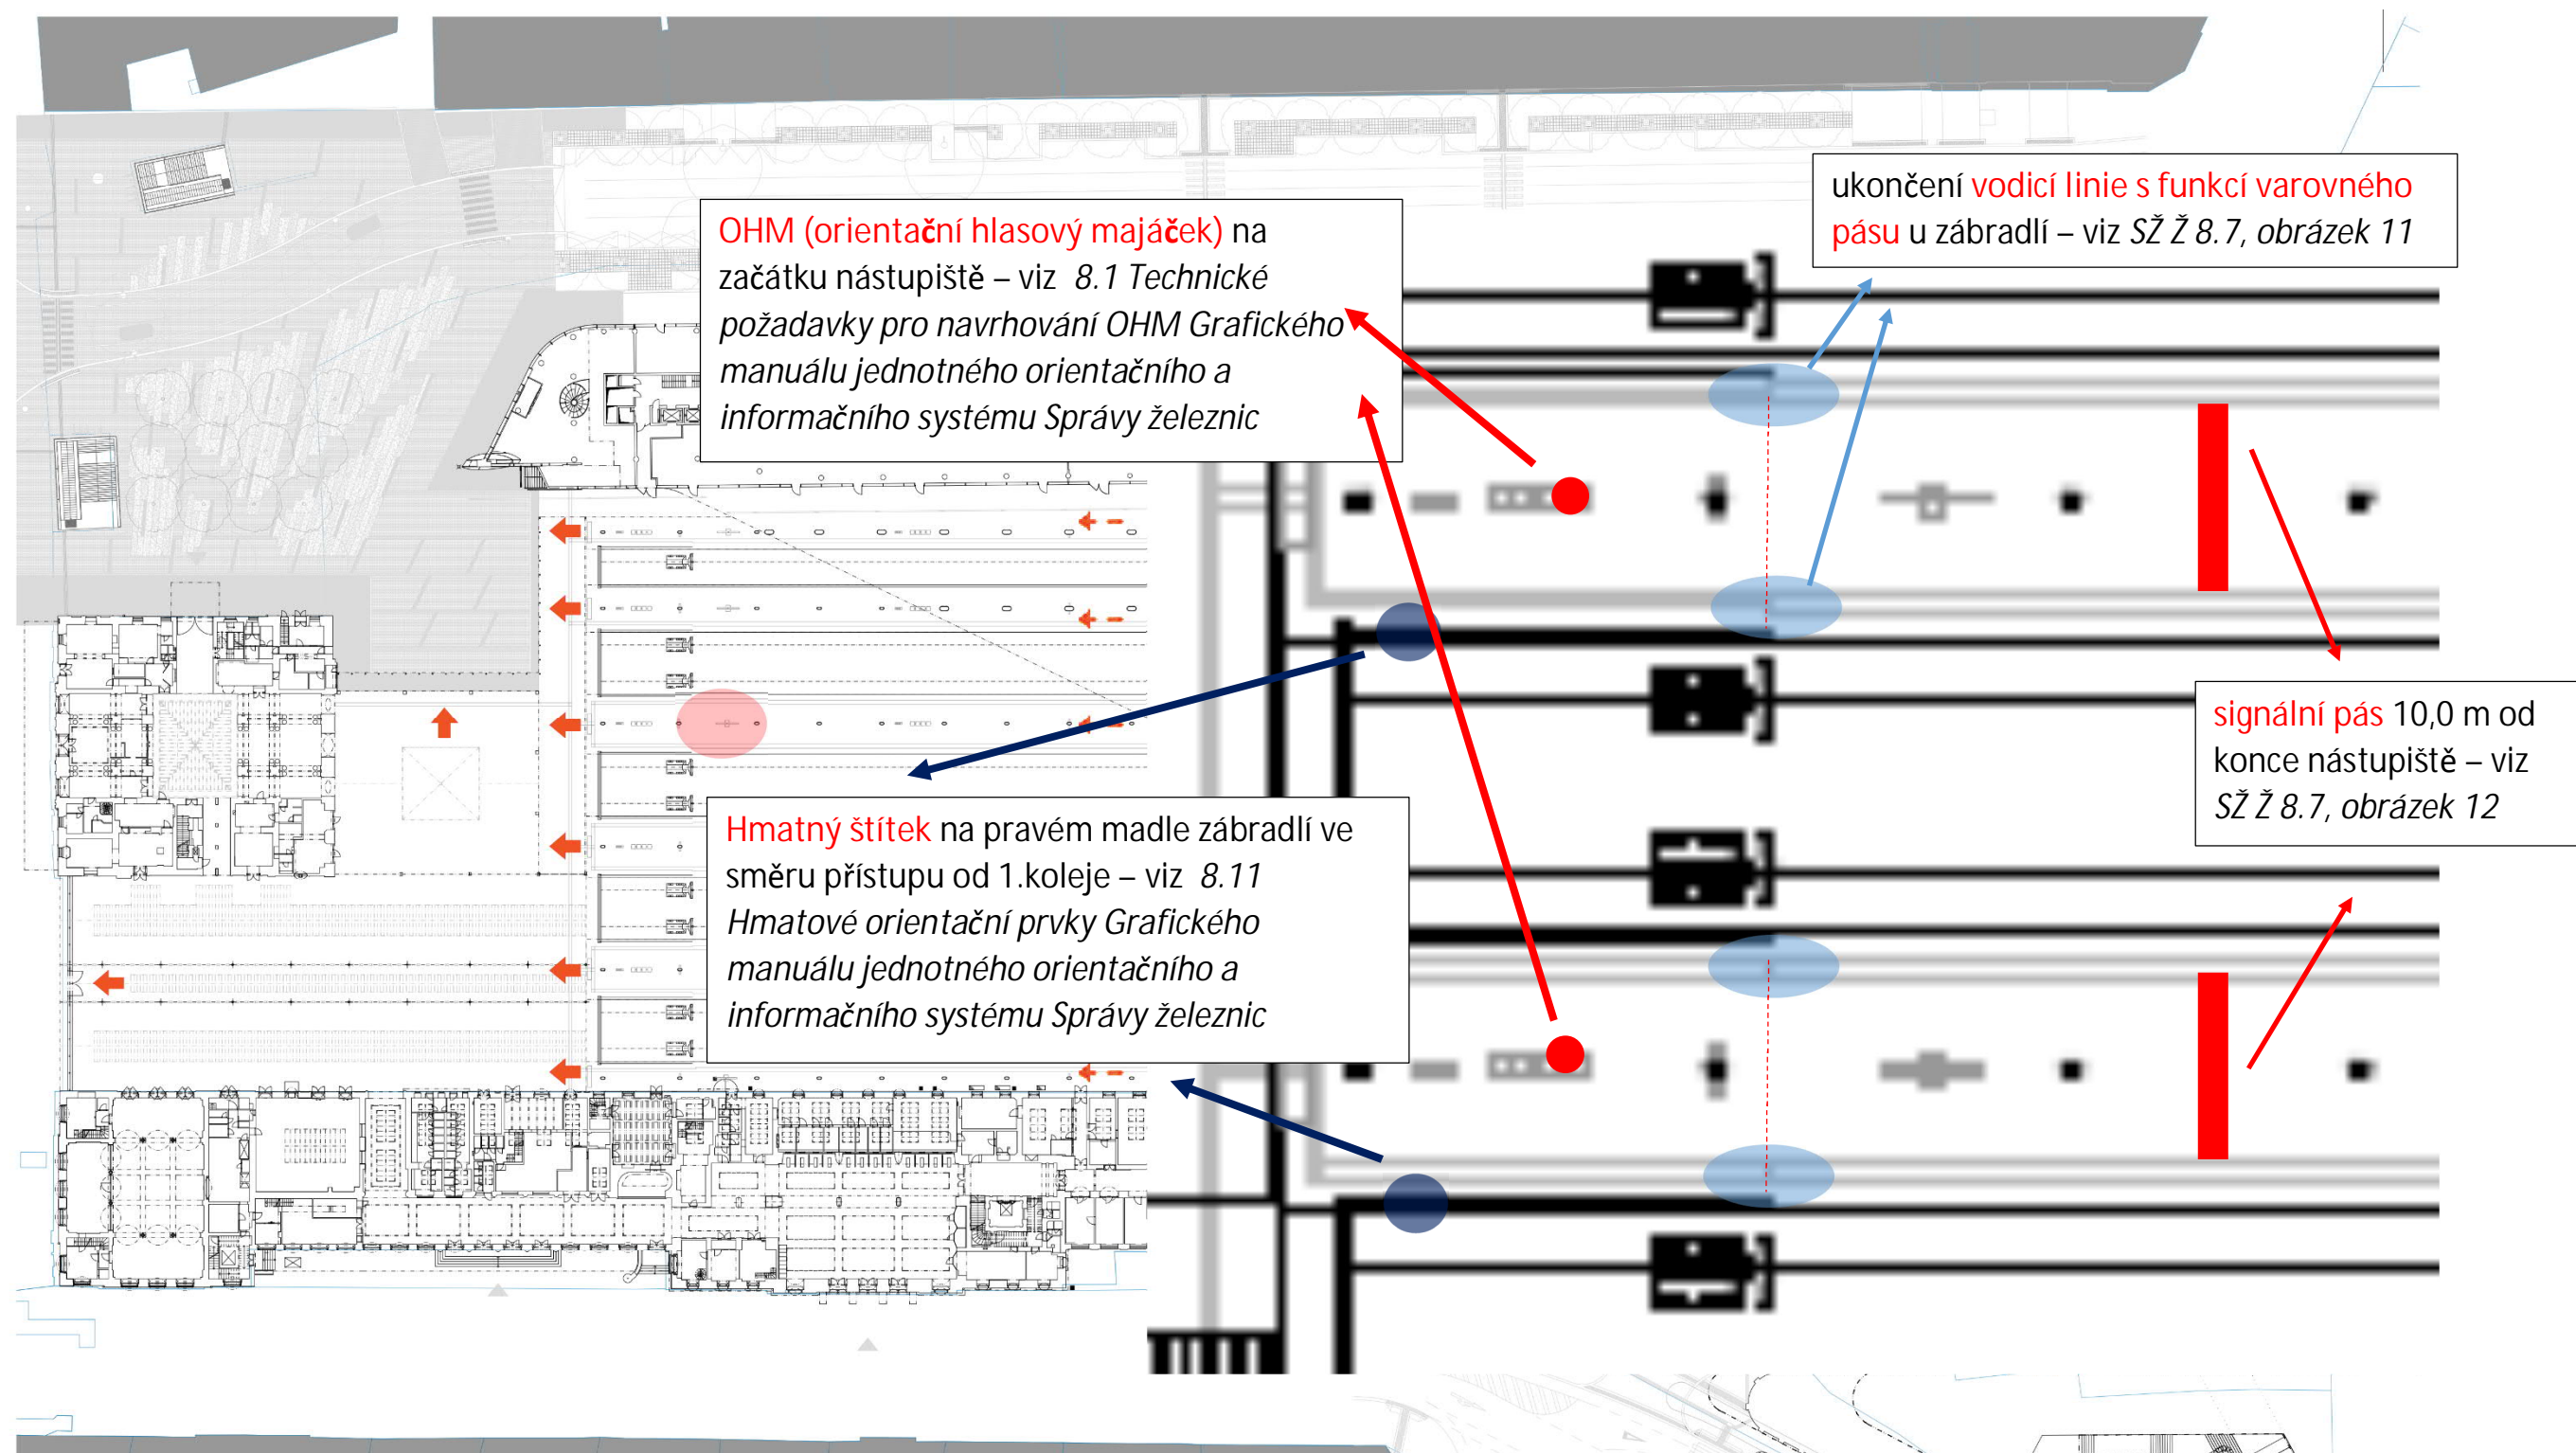 OHM (orientační hlasový majáček) na
začátku nástupiště – viz 8.1 Technické
požadavky pro navrhování OHM Grafického
manuálu jednotného orientačního a
informačního systému Správy železnic
ukončení vodicí linie s funkcí varovného
pásu u zábradlí – viz SŽ Ž 8.7, obrázek 11
signální pás 10,0 m od
konce nástupiště – viz
SŽ Ž 8.7, obrázek 12
Hmatný štítek na pravém madle zábradlí ve
směru přístupu od 1.koleje – viz 8.11
Hmatové orientační prvky Grafického
manuálu jednotného orientačního a
informačního systému Správy železnic